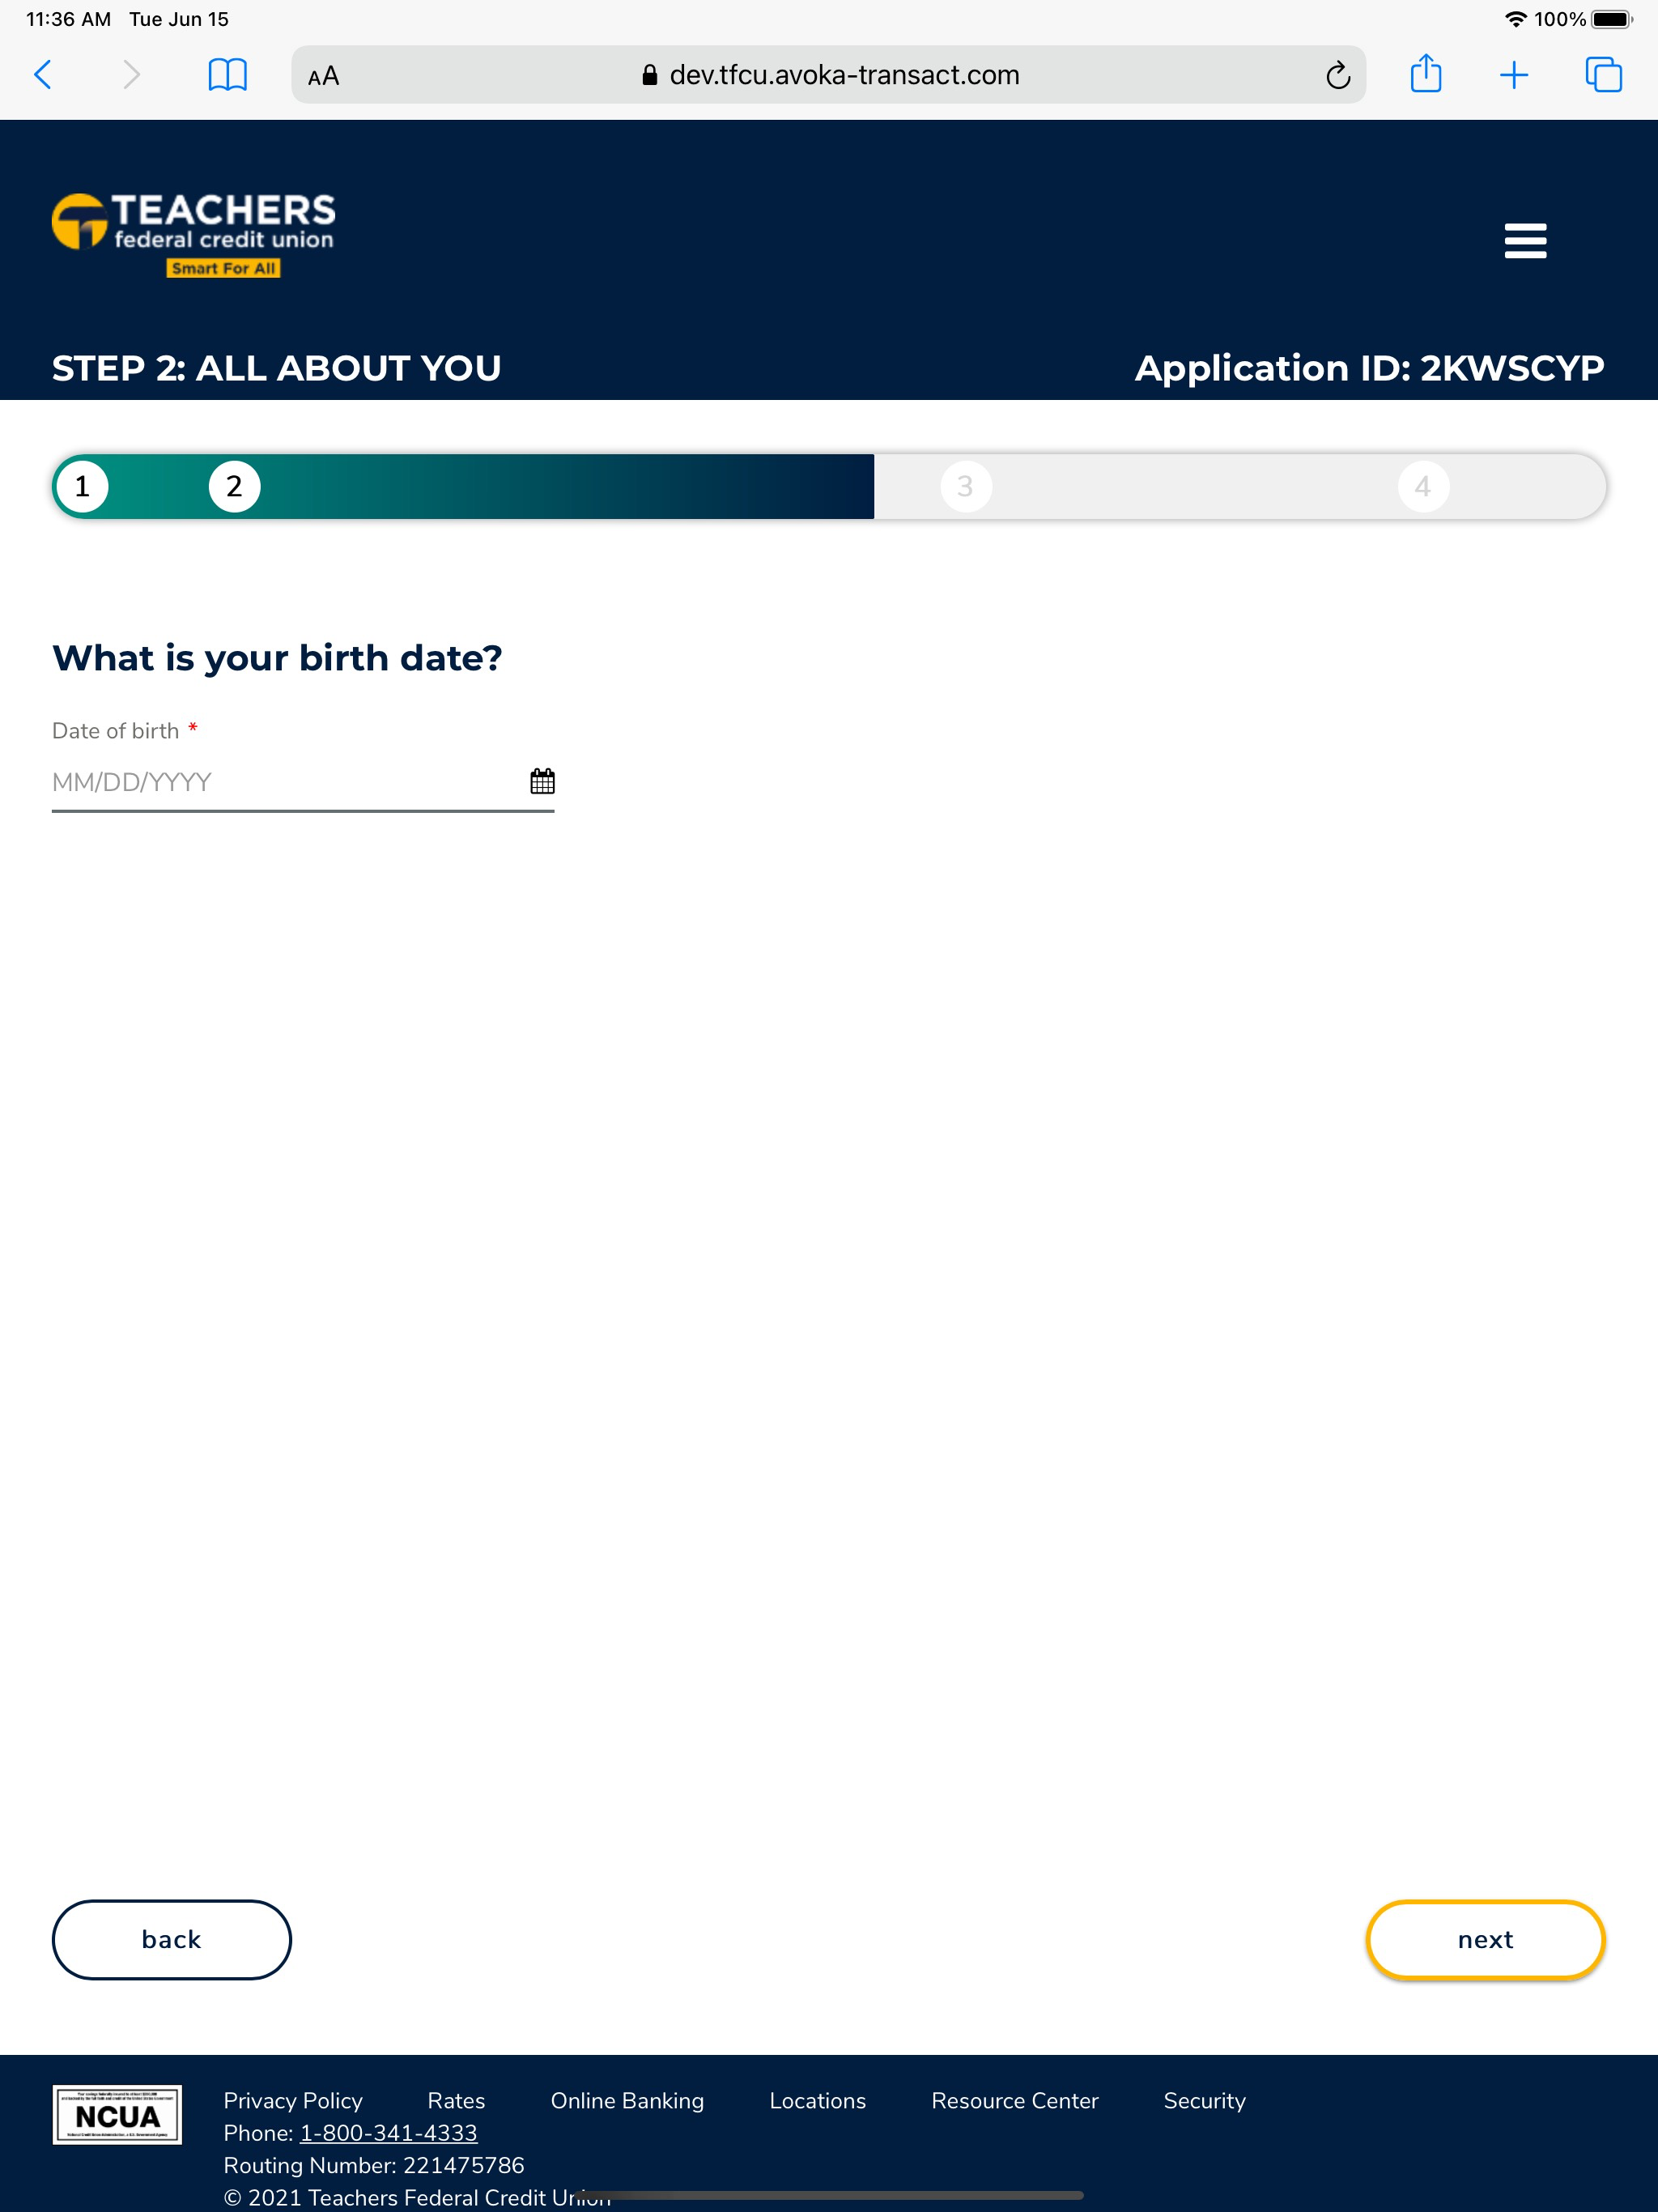 11:36 AM Tue Jun 15 100%
AA dev.tfcu.avoka-transact.com
TEACHERS
federal credit union
Smart For All
STEP 2: ALL ABOUT YOU Application ID: 2KWSCYP
1 2 3 4
What is your birth date?
Date of birth *
MM/DD/YYYY
back next
NCUA
Privacy Policy Rates Online Banking Locations Resource Center Security
Phone: 1-800-341-4333
Routing Number: 221475786
© 2021 Teachers Federal Credit Union